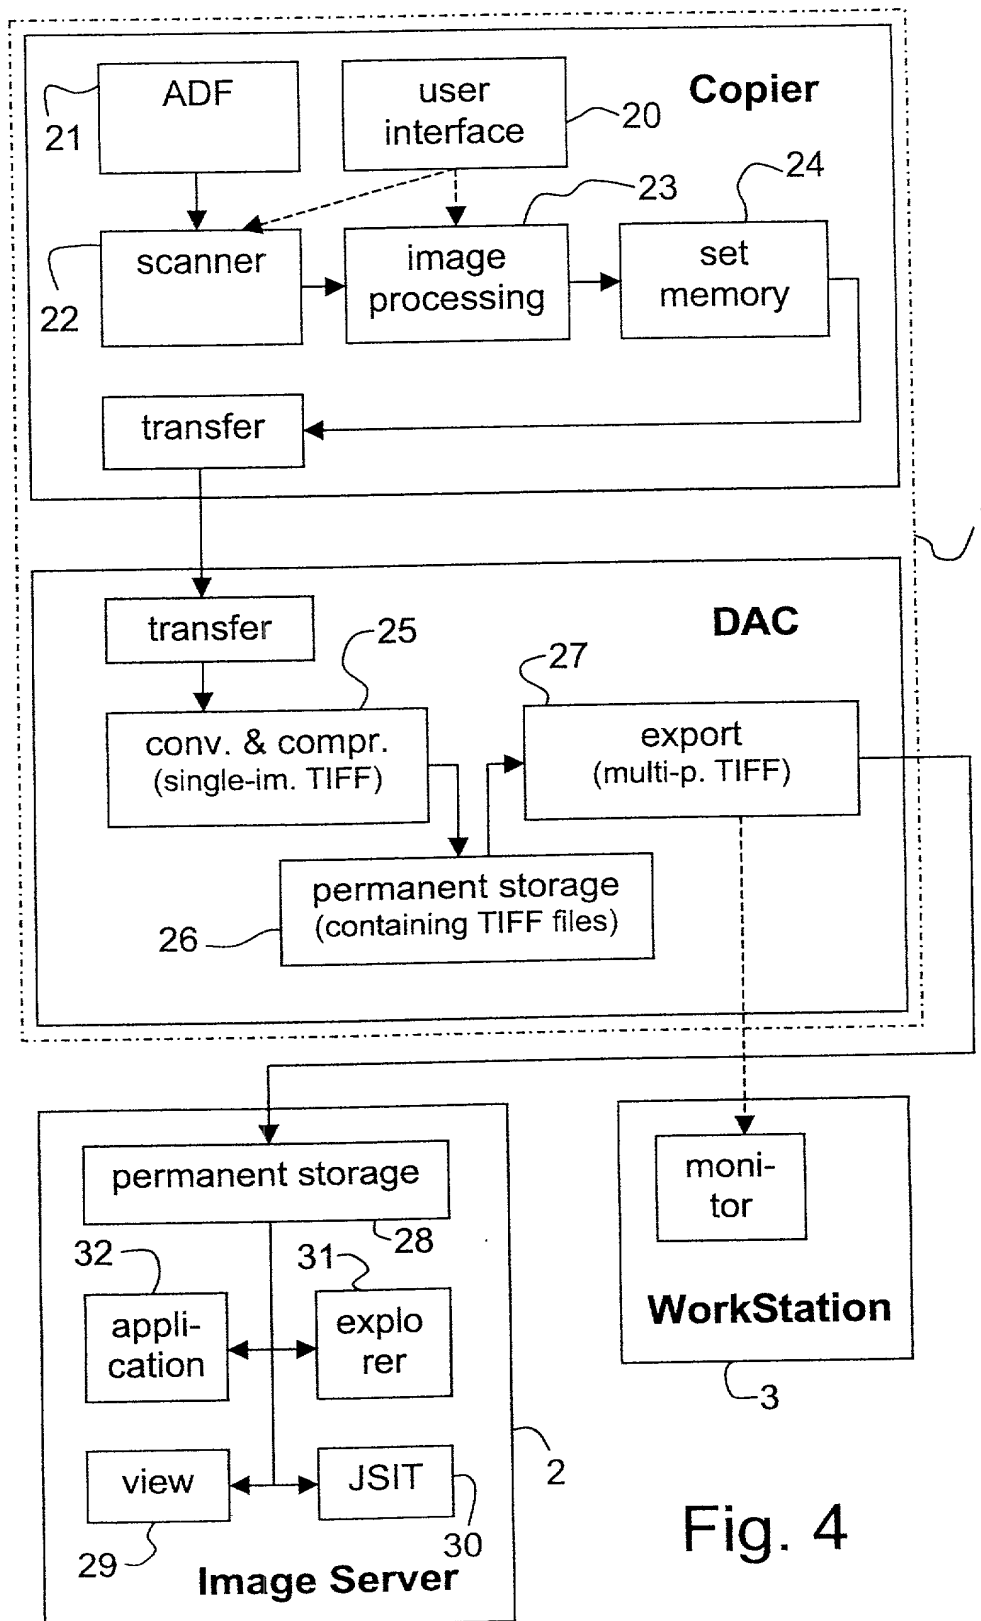 ADF
user
interface
Copier
21
20
scanner
image
processing
23
set
memory
24
22
transfer
transfer
DAC
25
27
conv. & compr.
(single-im. TIFF)
export
(multi-p. TIFF)
permanent storage
(containing TIFF files)
26
permanent storage
moni-
tor
28
32
31
appli-
cation
explo
rer
WorkStation
3
view
JSIT
2
29
30
Image Server
Fig. 4